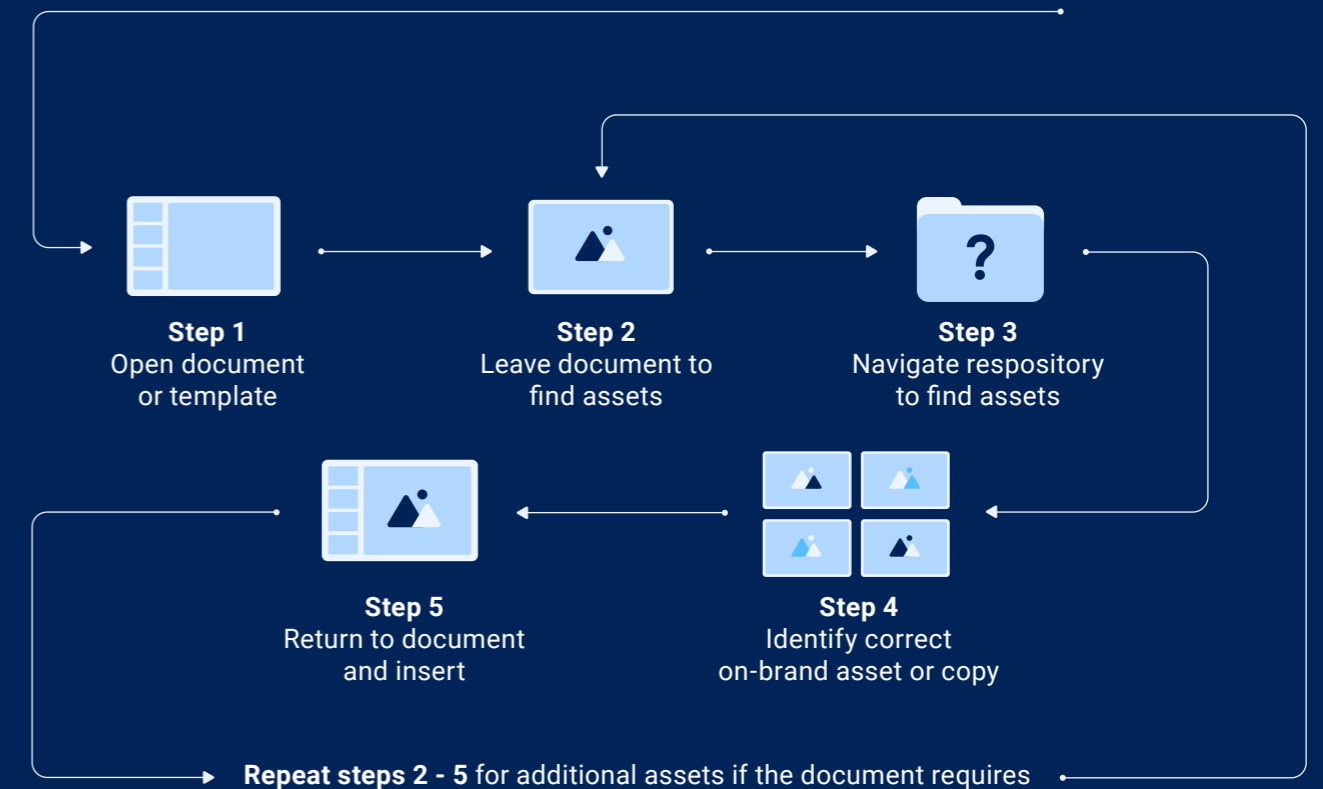 Step 1
Open document
or template
Step 2
Leave document to
find assets
?
Step 3
Navigate respository
to find assets
Step 4
Identify correct
on-brand asset or copy
Step 5
Return to document
and insert
Repeat steps 2 - 5 for additional assets if the document requires